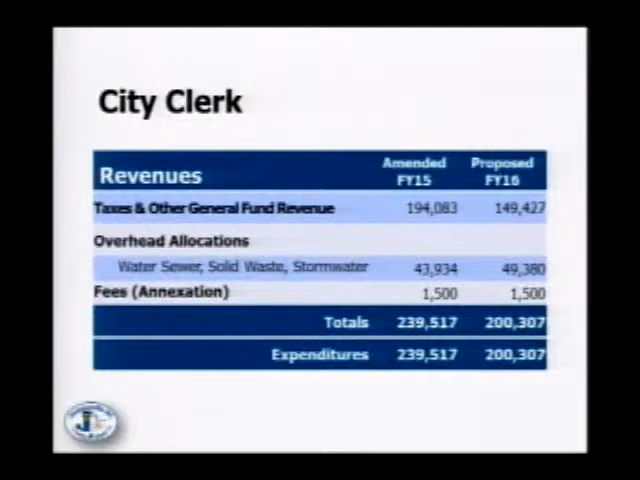 City Clerk
Revenues Amended FY15 Proposed FY16
Taxes & Other General Fund Revenue 194,083 149,427
Overhead Allocations
Water Sewer, Solid Waste, Stormwater 43,934 49,380
Fees (Annexation) 1,500 1,500
Totals 239,517 200,307
Expenditures 239,517 200,307